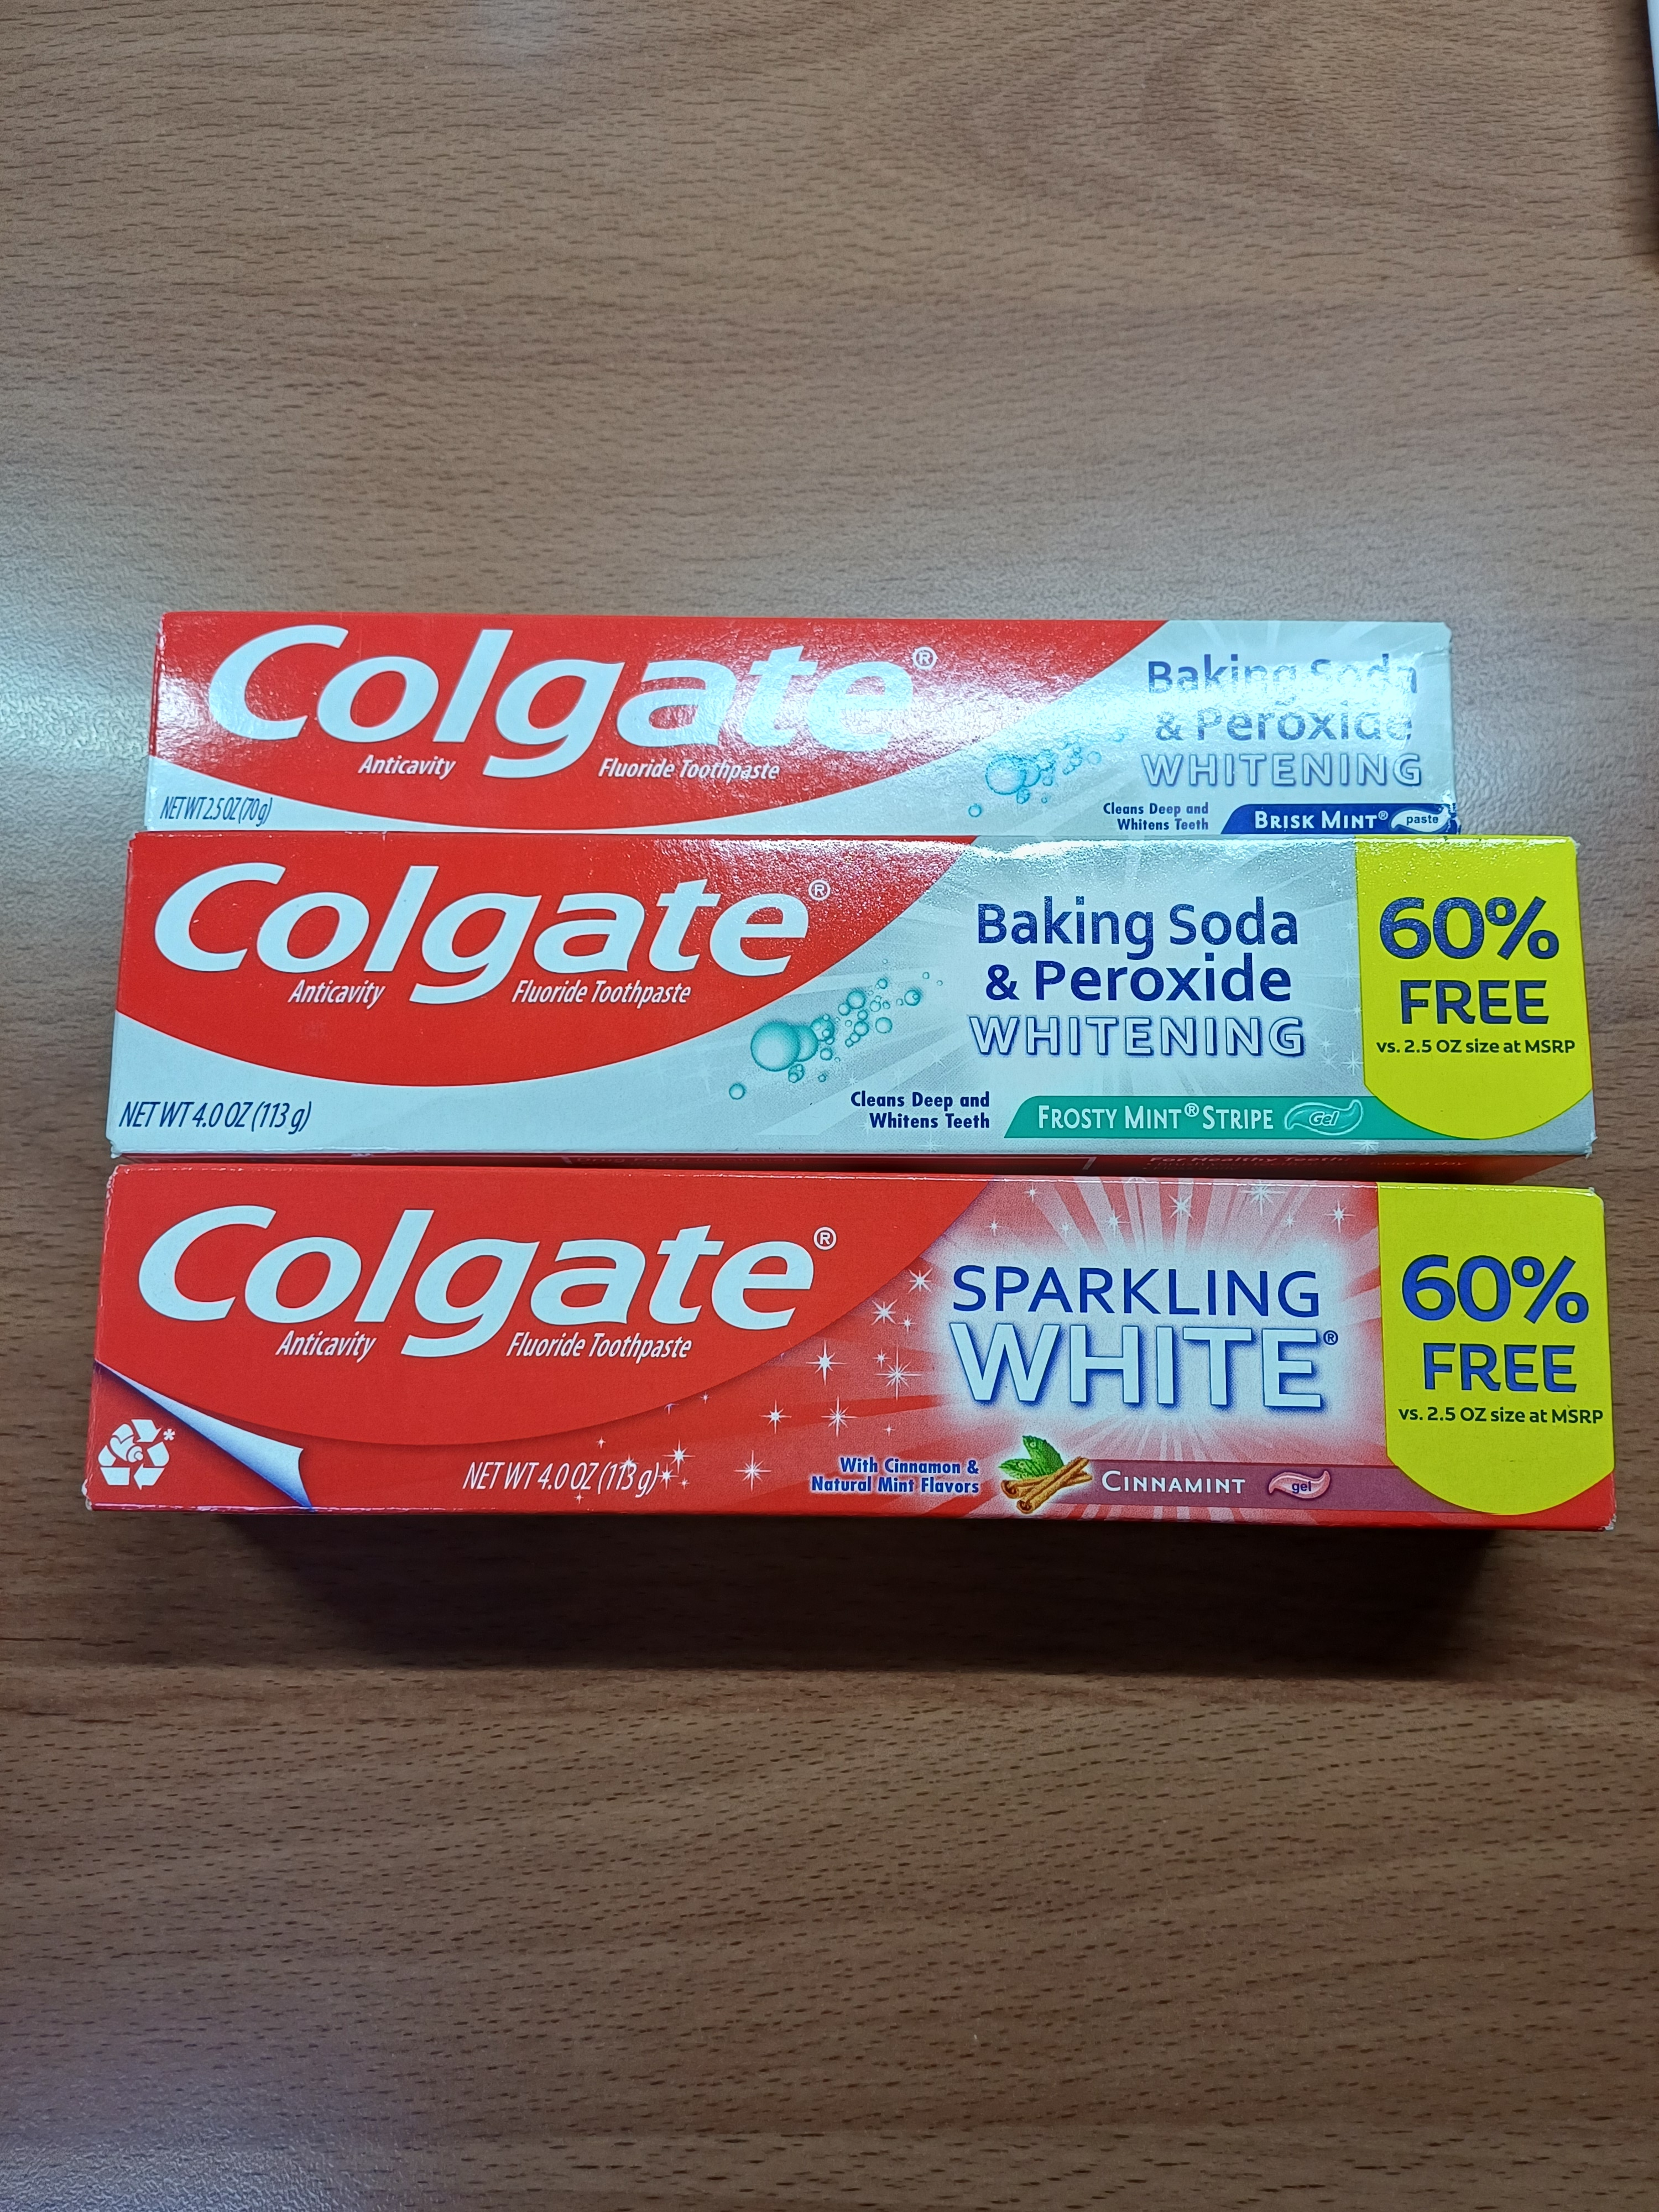 Colgate®
Anticavity Fluoride Toothpaste
NET WT 2.5 OZ (70 g)
Baking Soda
& Peroxide
WHITENING
Cleans Deep and
Whitens Teeth
BRISK MINT® paste
Colgate®
Anticavity Fluoride Toothpaste
NET WT 4.0 OZ (113 g)
Baking Soda
& Peroxide
WHITENING
Cleans Deep and
Whitens Teeth
FROSTY MINT® STRIPE Gel
60%
FREE
vs. 2.5 OZ size at MSRP
For Healthy Teeth
Colgate®
Anticavity Fluoride Toothpaste
NET WT 4.0 OZ (113 g)
SPARKLING
WHITE®
With Cinnamon &
Natural Mint Flavors
CINNAMINT gel
60%
FREE
vs. 2.5 OZ size at MSRP